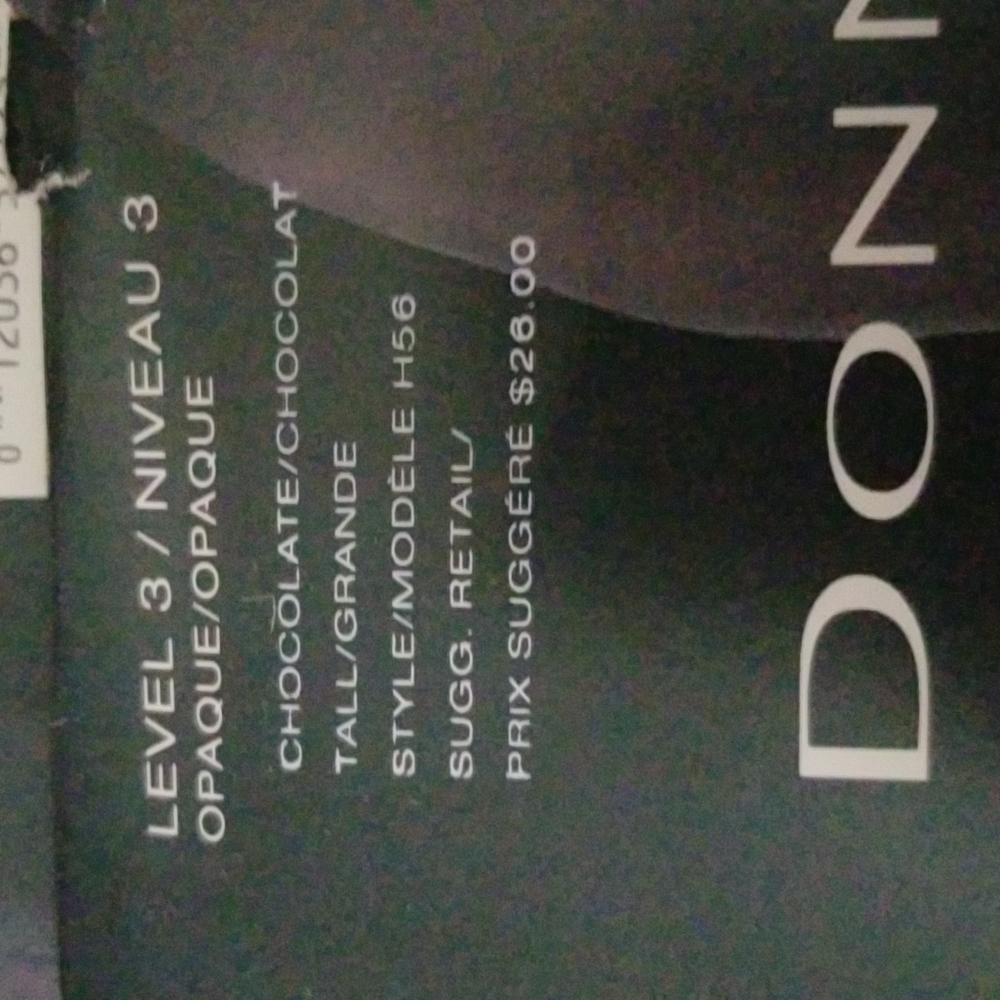 LEVEL 3 / NIVEAU 3
OPAQUE/OPAQUE
CHOCOLATE/CHOCOLAT
TALL/GRANDE
STYLE/MODÈLE H56
SUGG. RETAIL/
PRIX SUGGÉRÉ $26.00
DONN